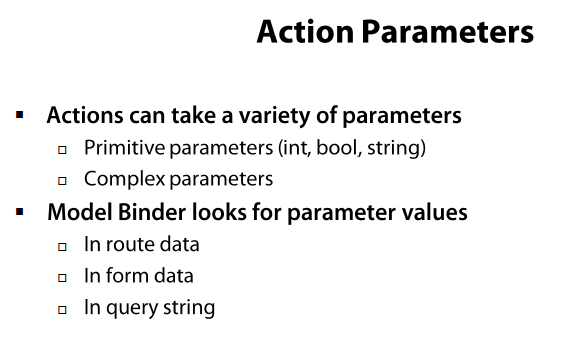 Action Parameters
Actions can take a variety of parameters
Primitive parameters (int, bool, string)
Complex parameters
Model Binder looks for parameter values
In route data
In form data
In query string